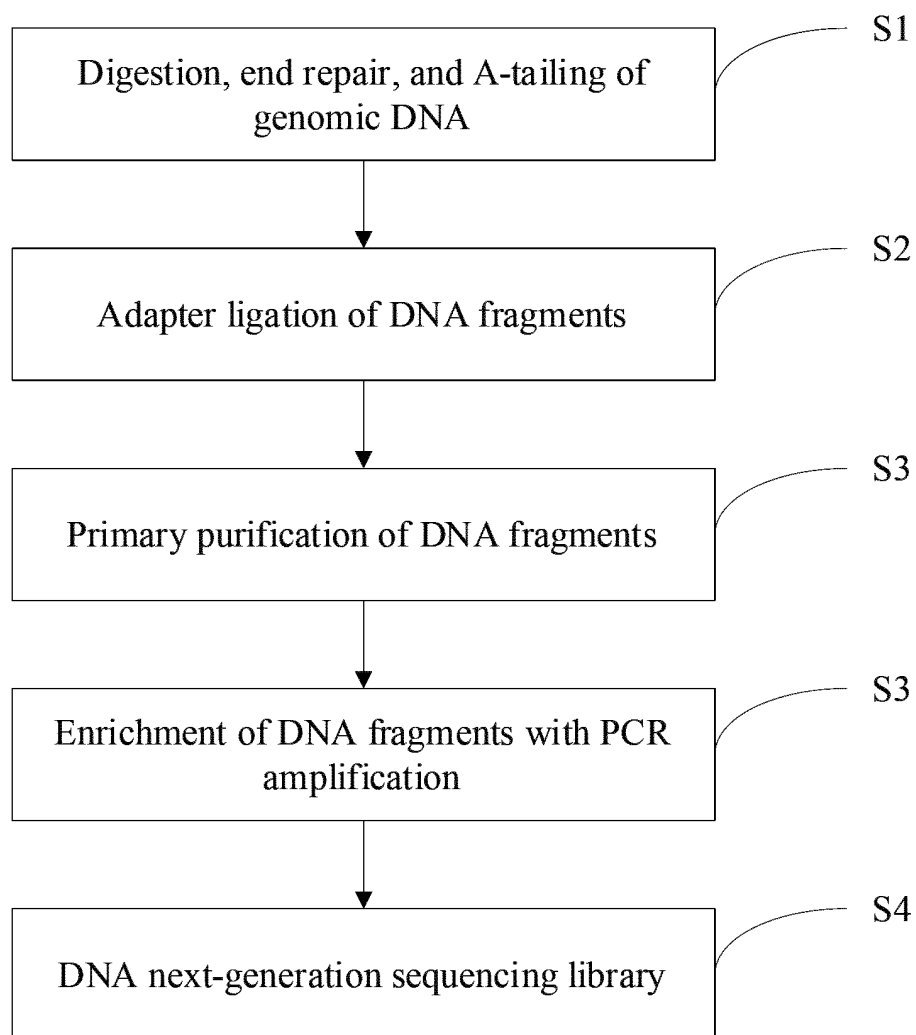 S1
Digestion, end repair, and A-tailing of
genomic DNA
S2
Adapter ligation of DNA fragments
S3
Primary purification of DNA fragments
S3
Enrichment of DNA fragments with PCR
amplification
S4
DNA next-generation sequencing library